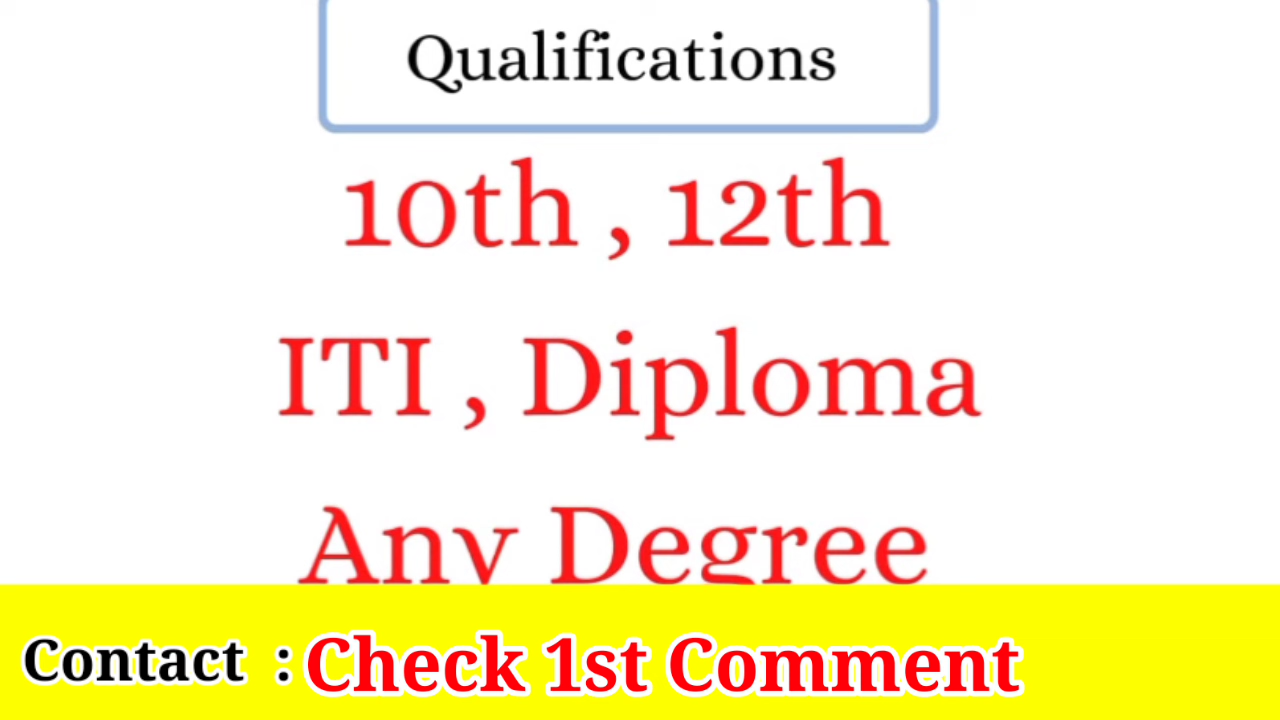 Qualifications
10th , 12th
ITI , Diploma
Any Degree
Contact : Check 1st Comment